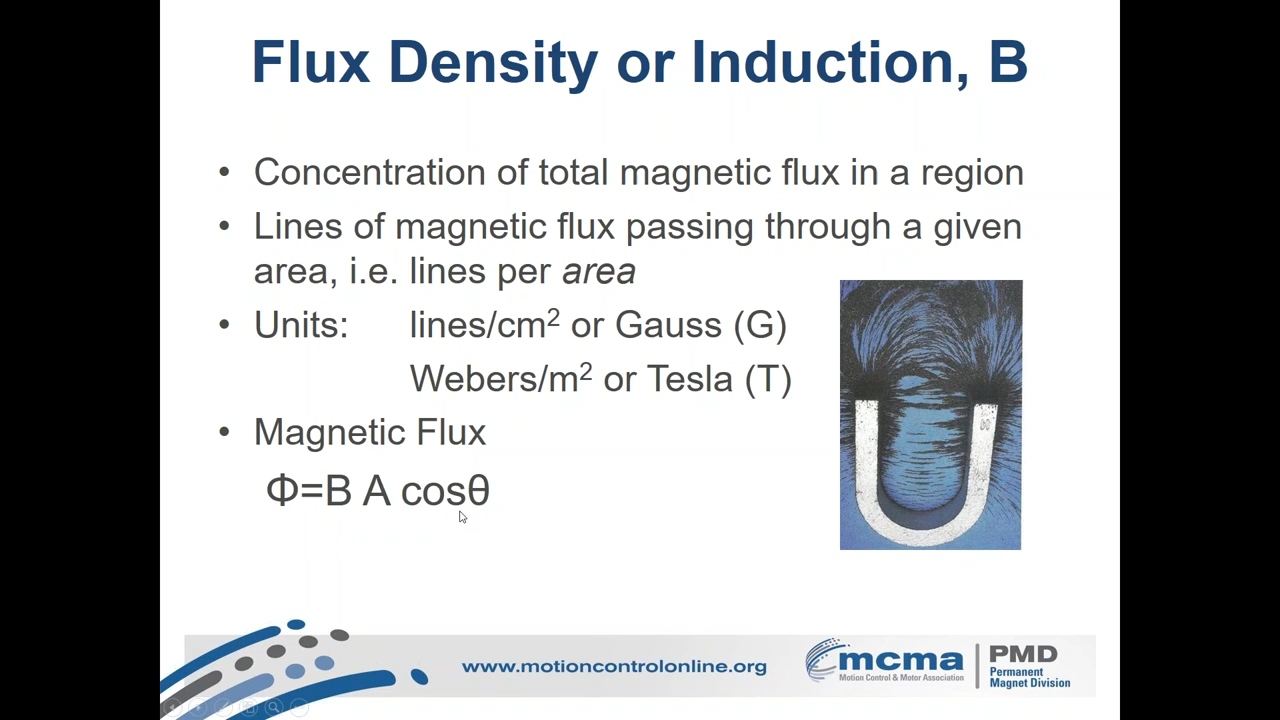 Flux Density or Induction, B
• Concentration of total magnetic flux in a region
• Lines of magnetic flux passing through a given
area, i.e. lines per area
• Units: lines/cm² or Gauss (G)
Webers/m² or Tesla (T)
• Magnetic Flux
Φ=B A cosθ
www.motioncontrolonline.org
mcma
Motion Control & Motor Association
PMD
Permanent
Magnet Division